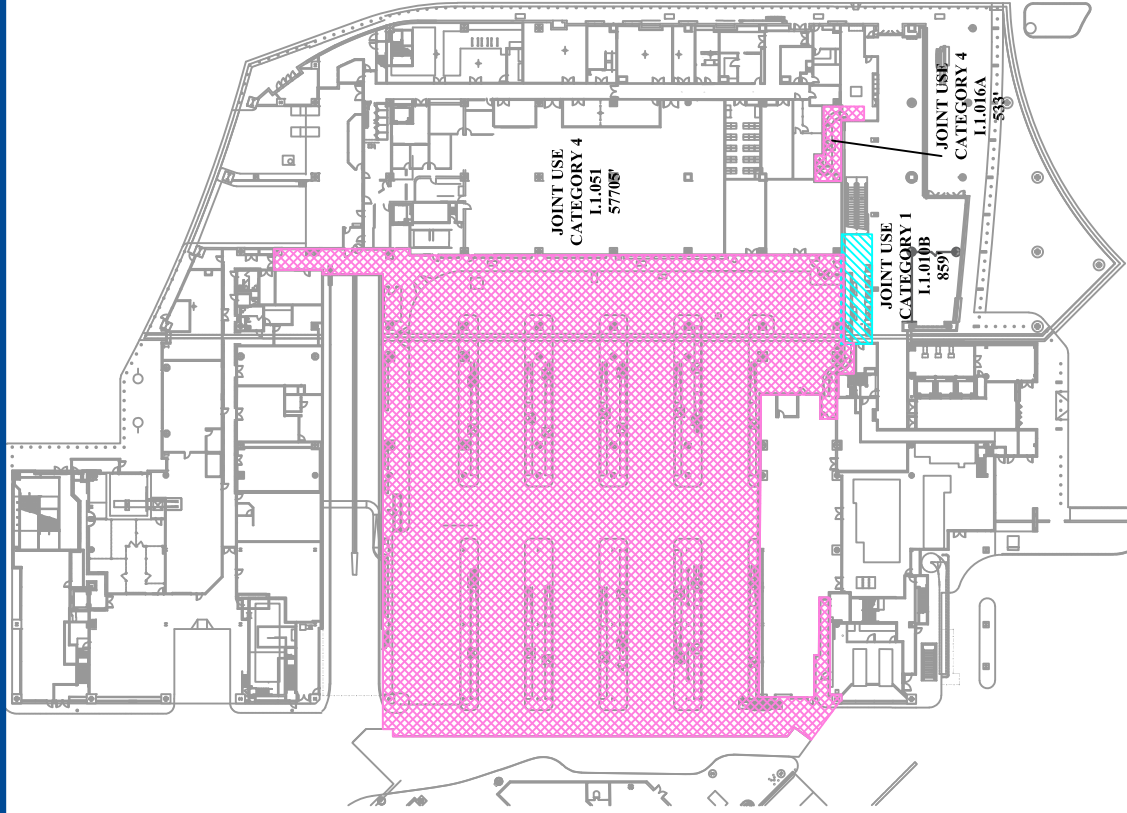 JOINT USE
CATEGORY 4
I.1.051
57705'
JOINT USE
CATEGORY 4
I.1.016A
533'
JOINT USE
CATEGORY 1
I.1.010B
859'